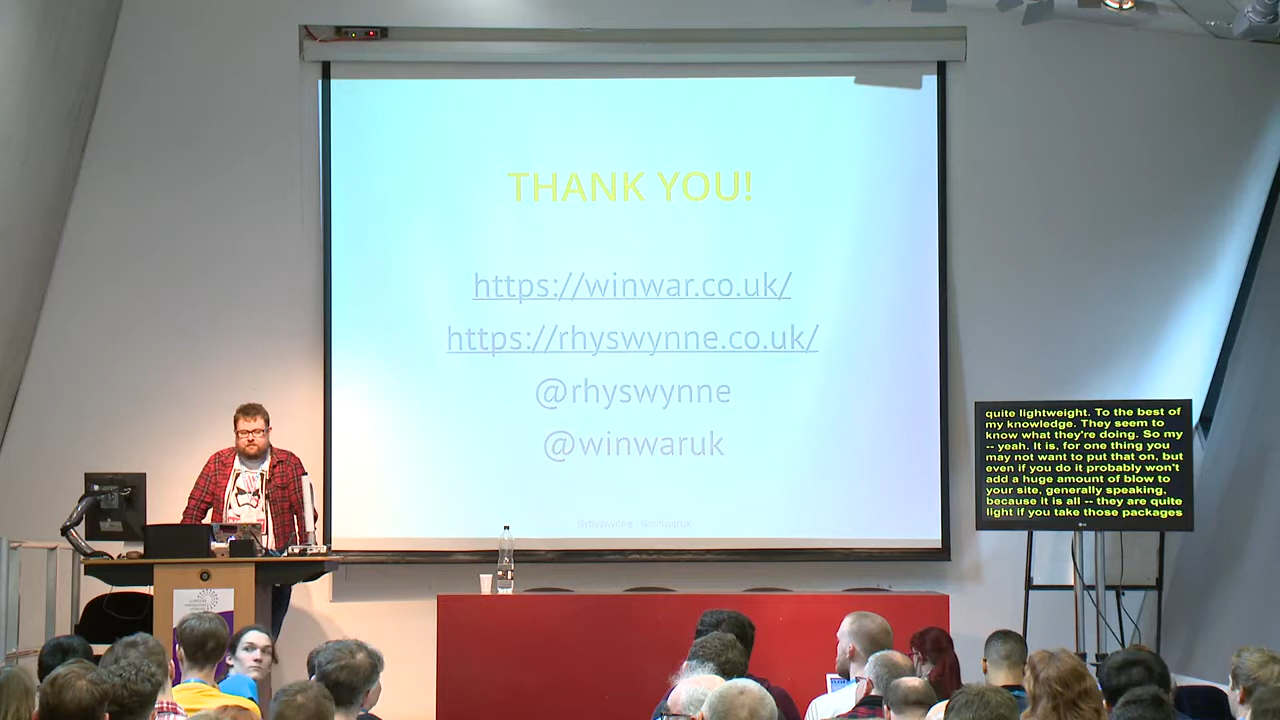 THANK YOU!
https://winwar.co.uk/
https://rhyswynne.co.uk/
@rhyswynne
@winwaruk
@rhyswynne - @winwaruk
quite lightweight. To the best of
my knowledge. They seem to
know what they're doing. So my
-- yeah. It is, for one thing you
may not want to put that on, but
even if you do it probably won't
add a huge amount of blow to
your site, generally speaking,
because it is all -- they are quite
light if you take those packages